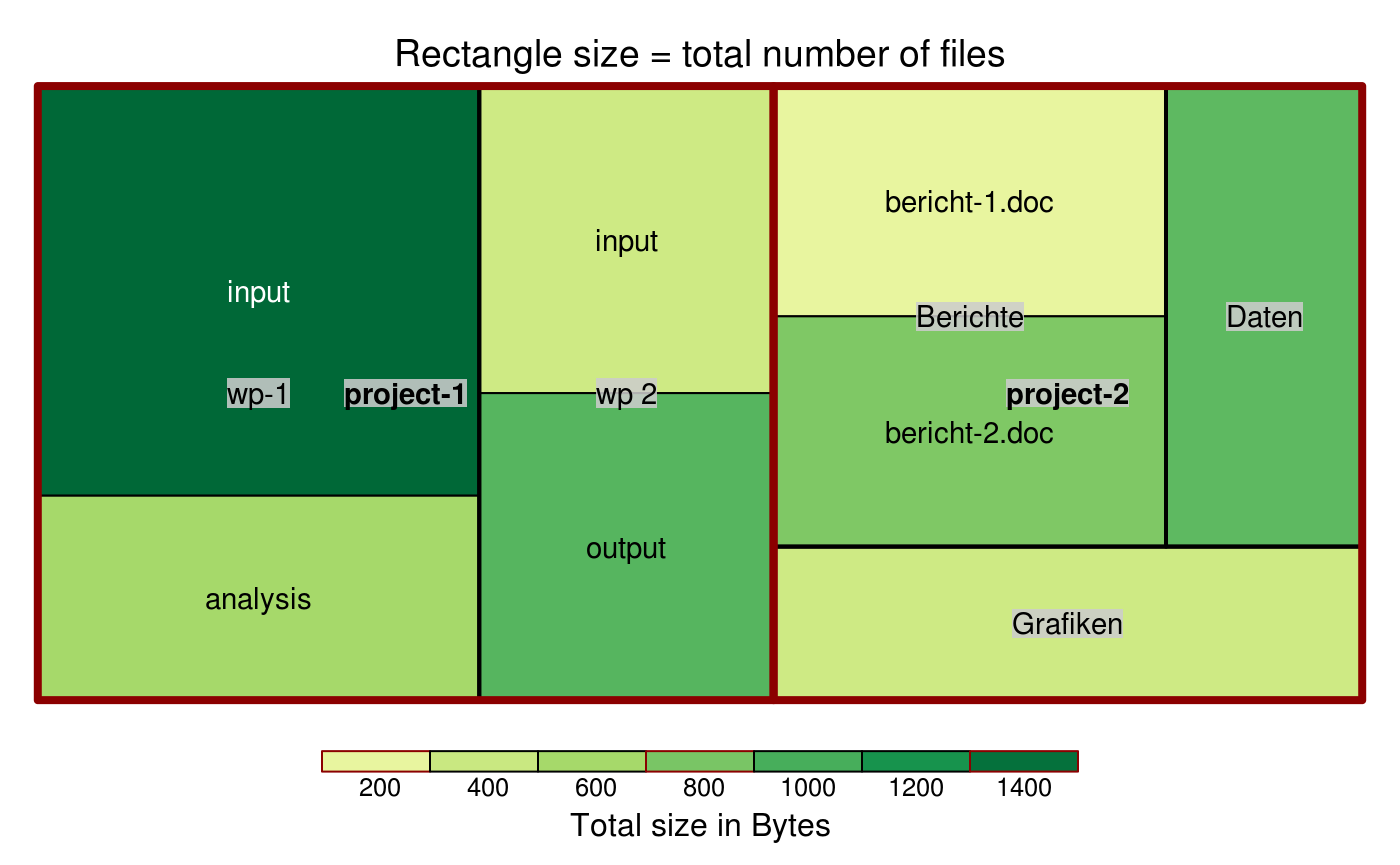 Rectangle size = total number of files
input
wp-1
project-1
analysis
input
wp 2
output
bericht-1.doc
Berichte
project-2
bericht-2.doc
Daten
Grafiken
200 400 600 800 1000 1200 1400
Total size in Bytes